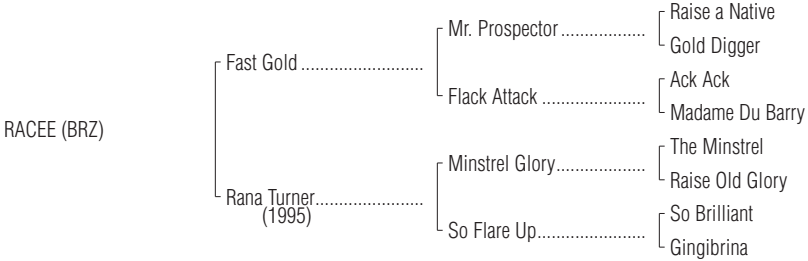 Raise a Native
Mr. Prospector ...................
Gold Digger
Fast Gold ..........................
Ack Ack
Flack Attack ......................
Madame Du Barry
RACEE (BRZ)
The Minstrel
Minstrel Glory...................
Raise Old Glory
Rana Turner.......................
(1995)
So Brilliant
So Flare Up.......................
Gingibrina